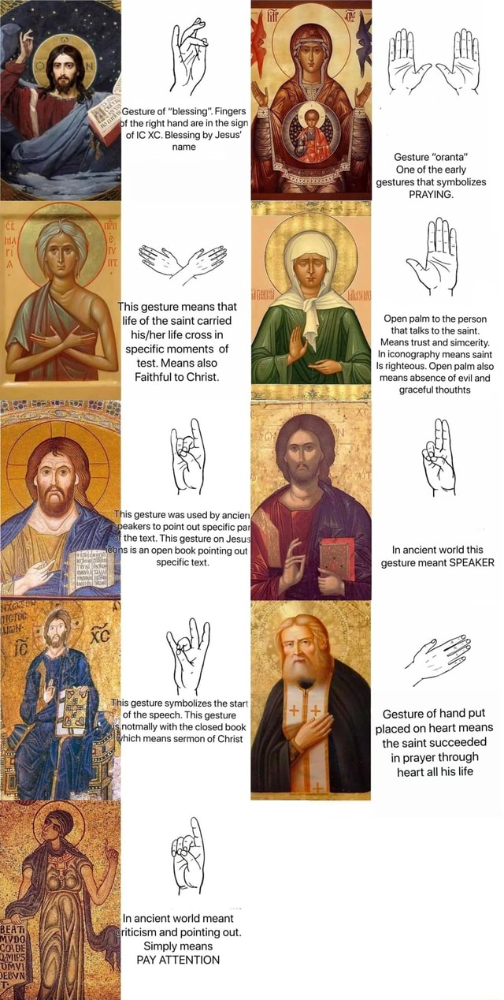 Gesture of "blessing". Fingers
of the right hand are in the sign
of IC XC. Blessing by Jesus'
name
Gesture "oranta"
One of the early
gestures that symbolizes
PRAYING.
This gesture means that
life of the saint carried
his/her life cross in
specific moments of
test. Means also
Faithful to Christ.
Open palm to the person
that talks to the saint.
Means trust and simcerity.
In iconography means saint
Is righteous. Open palm also
means absence of evil and
graceful thouthts
This gesture was used by ancien
speakers to point out specific par
of the text. This gesture on Jesus
icons is an open book pointing out
specific text.
In ancient world this
gesture meant SPEAKER
IC
XC
This gesture symbolizes the start
of the speech. This gesture
is notmally with the closed book
which means sermon of Christ
Gesture of hand put
placed on heart means
the saint succeeded
in prayer through
heart all his life
In ancient world meant
criticism and pointing out.
Simply means
PAY ATTENTION
BEATI
MVDO
CORDE